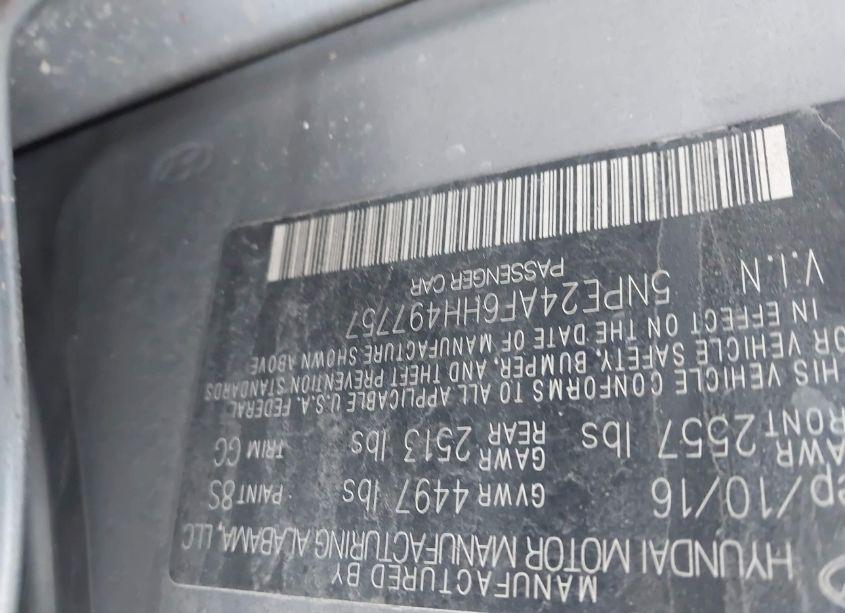 MANUFACTURED BY
HYUNDAI MOTOR MANUFACTURING ALABAMA, LLC
ep/10/16 GVWR 4497 lbs PAINT 8S
AWR RONT 2557 lbs GAWR REAR 2513 lbs TRIM GC
HIS VEHICLE CONFORMS TO ALL APPLICABLE U.S.A. FEDERAL
OR VEHICLE SAFETY, BUMPER, AND THEFT PREVENTION STANDARDS
IN EFFECT ON THE DATE OF MANUFACTURE SHOWN ABOVE
V.I.N 5NPE24AF6HH497757
PASSENGER CAR